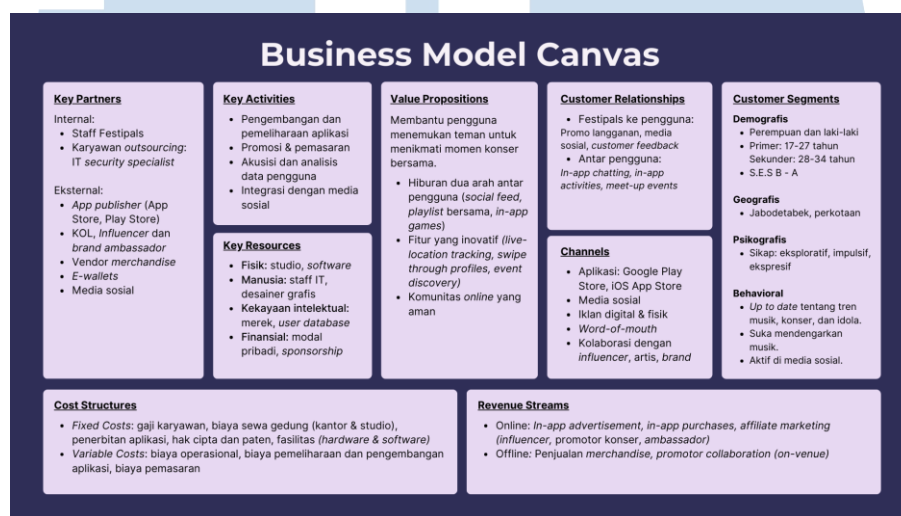 Business Model Canvas
Key Partners
Internal:
• Staff Festipals
• Karyawan outsourcing:
IT security specialist
Eksternal:
• App publisher (App
Store, Play Store)
• KOL, Influencer dan
brand ambassador
• Vendor merchandise
• E-wallets
• Media sosial
Key Activities
• Pengembangan dan
pemeliharaan aplikasi
• Promosi & pemasaran
• Akusisi dan analisis
data pengguna
• Integrasi dengan media
sosial
Key Resources
• Fisik: studio, software
• Manusia: staff IT,
desainer grafis
• Kekayaan intelektual:
merek, user database
• Finansial: modal
pribadi, sponsorship
Value Propositions
Membantu pengguna
menemukan teman untuk
menikmati momen konser
bersama.
• Hiburan dua arah antar
pengguna (social feed,
playlist bersama, in-app
games)
• Fitur yang inovatif (live-
location tracking, swipe
through profiles, event
discovery)
• Komunitas online yang
aman
Customer Relationships
• Festipals ke pengguna:
Promo langganan, media
sosial, customer feedback
• Antar pengguna:
In-app chatting, in-app
activities, meet-up events
Channels
• Aplikasi: Google Play
Store, iOS App Store
• Media sosial
• Iklan digital & fisik
• Word-of-mouth
• Kolaborasi dengan
influencer, artis, brand
Customer Segments
Demografis
• Perempuan dan laki-laki
• Primer: 17-27 tahun
Sekunder: 28-34 tahun
• S.E.S B - A
Geografis
• Jabodetabek, perkotaan
Psikografis
• Sikap: eksploratif, impulsif,
ekspresif
Behavioral
• Up to date tentang tren
musik, konser, dan idola.
• Suka mendengarkan
musik.
• Aktif di media sosial.
Cost Structures
• Fixed Costs: gaji karyawan, biaya sewa gedung (kantor & studio),
penerbitan aplikasi, hak cipta dan paten, fasilitas (hardware & software)
• Variable Costs: biaya operasional, biaya pemeliharaan dan pengembangan
aplikasi, biaya pemasaran
Revenue Streams
• Online: In-app advertisement, in-app purchases, affiliate marketing
(influencer, promotor konser, ambassador)
• Offline: Penjualan merchandise, promotor collaboration (on-venue)